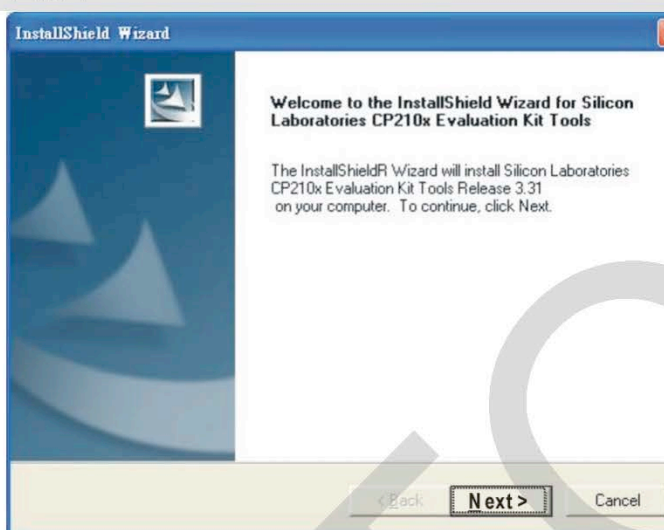 InstallShield Wizard
Welcome to the InstallShield Wizard for Silicon
Laboratories CP210x Evaluation Kit Tools
The InstallShieldR Wizard will install Silicon Laboratories
CP210x Evaluation Kit Tools Release 3.31
on your computer. To continue, click Next.
< Back
Next >
Cancel